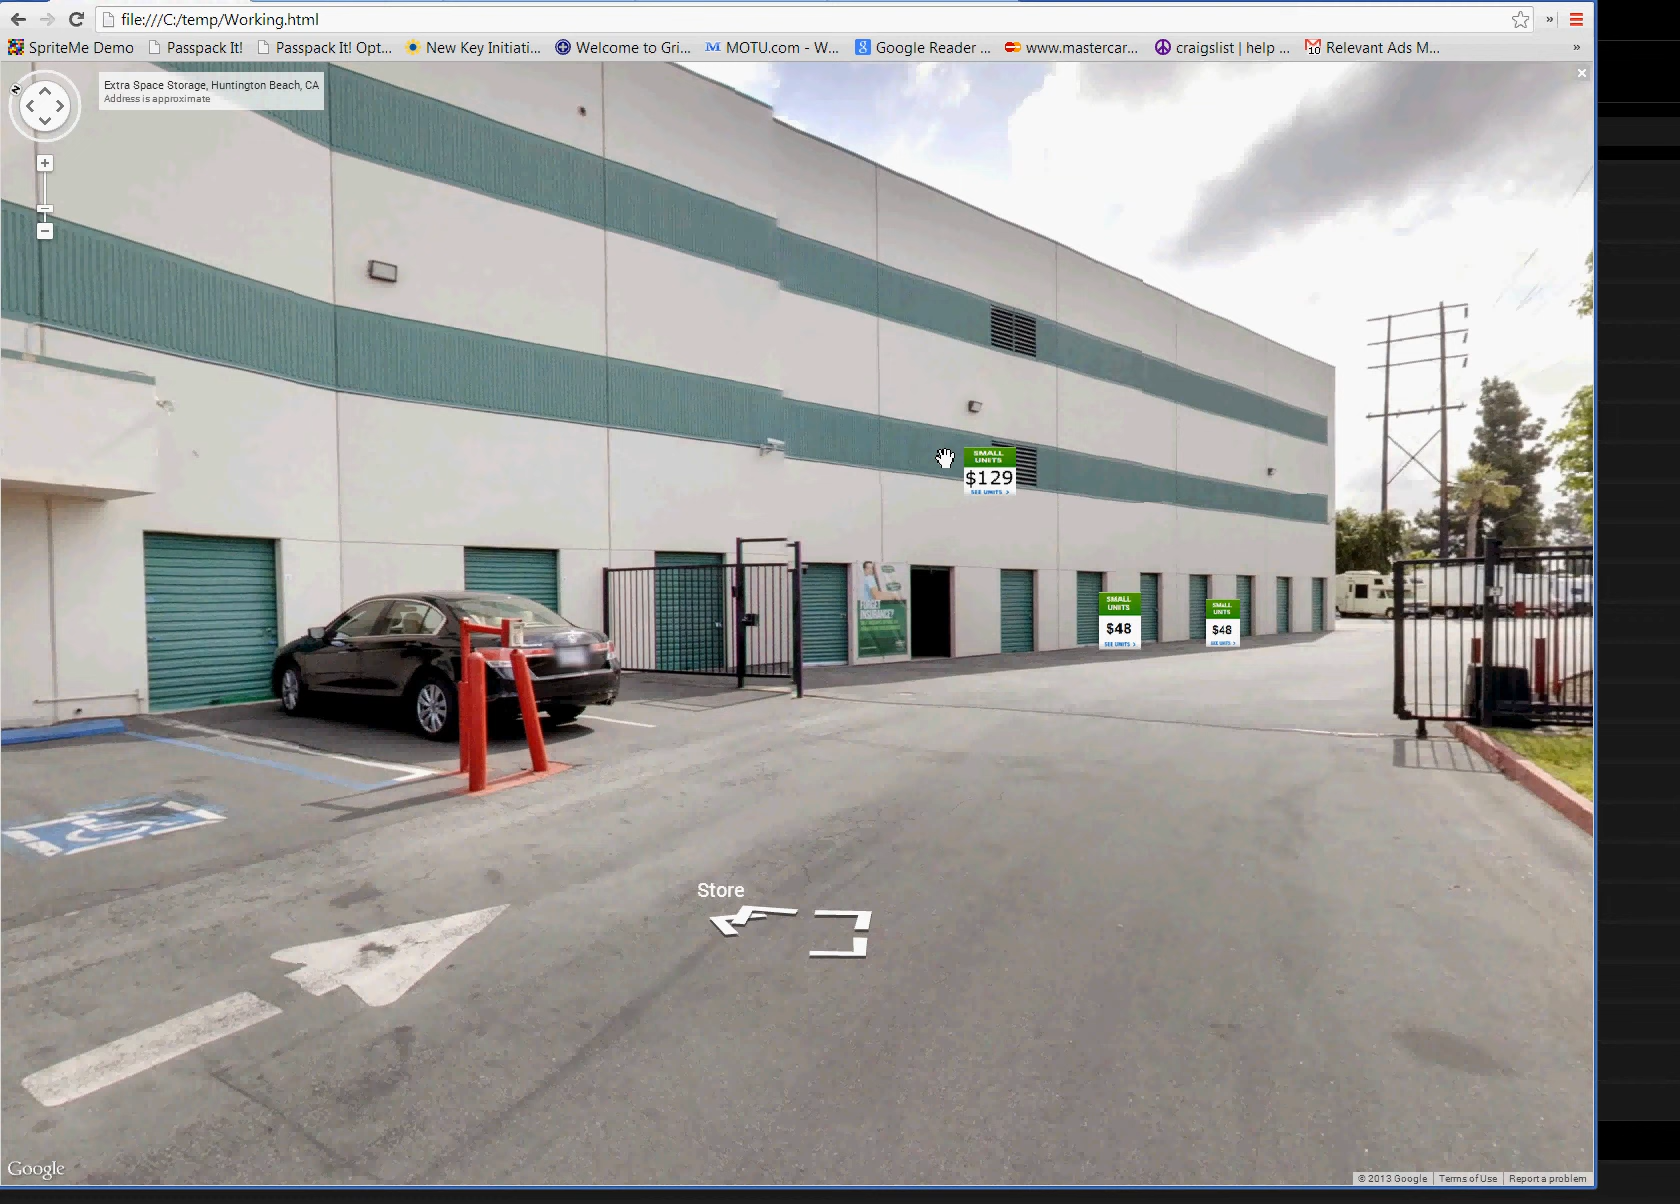 file:///C:/temp/Working.html
SpriteMe Demo
Passpack It!
Passpack It! Opt...
New Key Initiati...
Welcome to Gri...
MOTU.com - W...
Google Reader ...
www.mastercar...
craigslist | help ...
Relevant Ads M...
Extra Space Storage, Huntington Beach, CA
Address is approximate
N
SMALL
UNITS
$129
SEE UNITS >
FORGET
INSURANCE?
SMALL
UNITS
$48
SEE UNITS >
SMALL
UNITS
$48
SEE UNITS >
Store
Google
© 2013 Google
Terms of Use
Report a problem